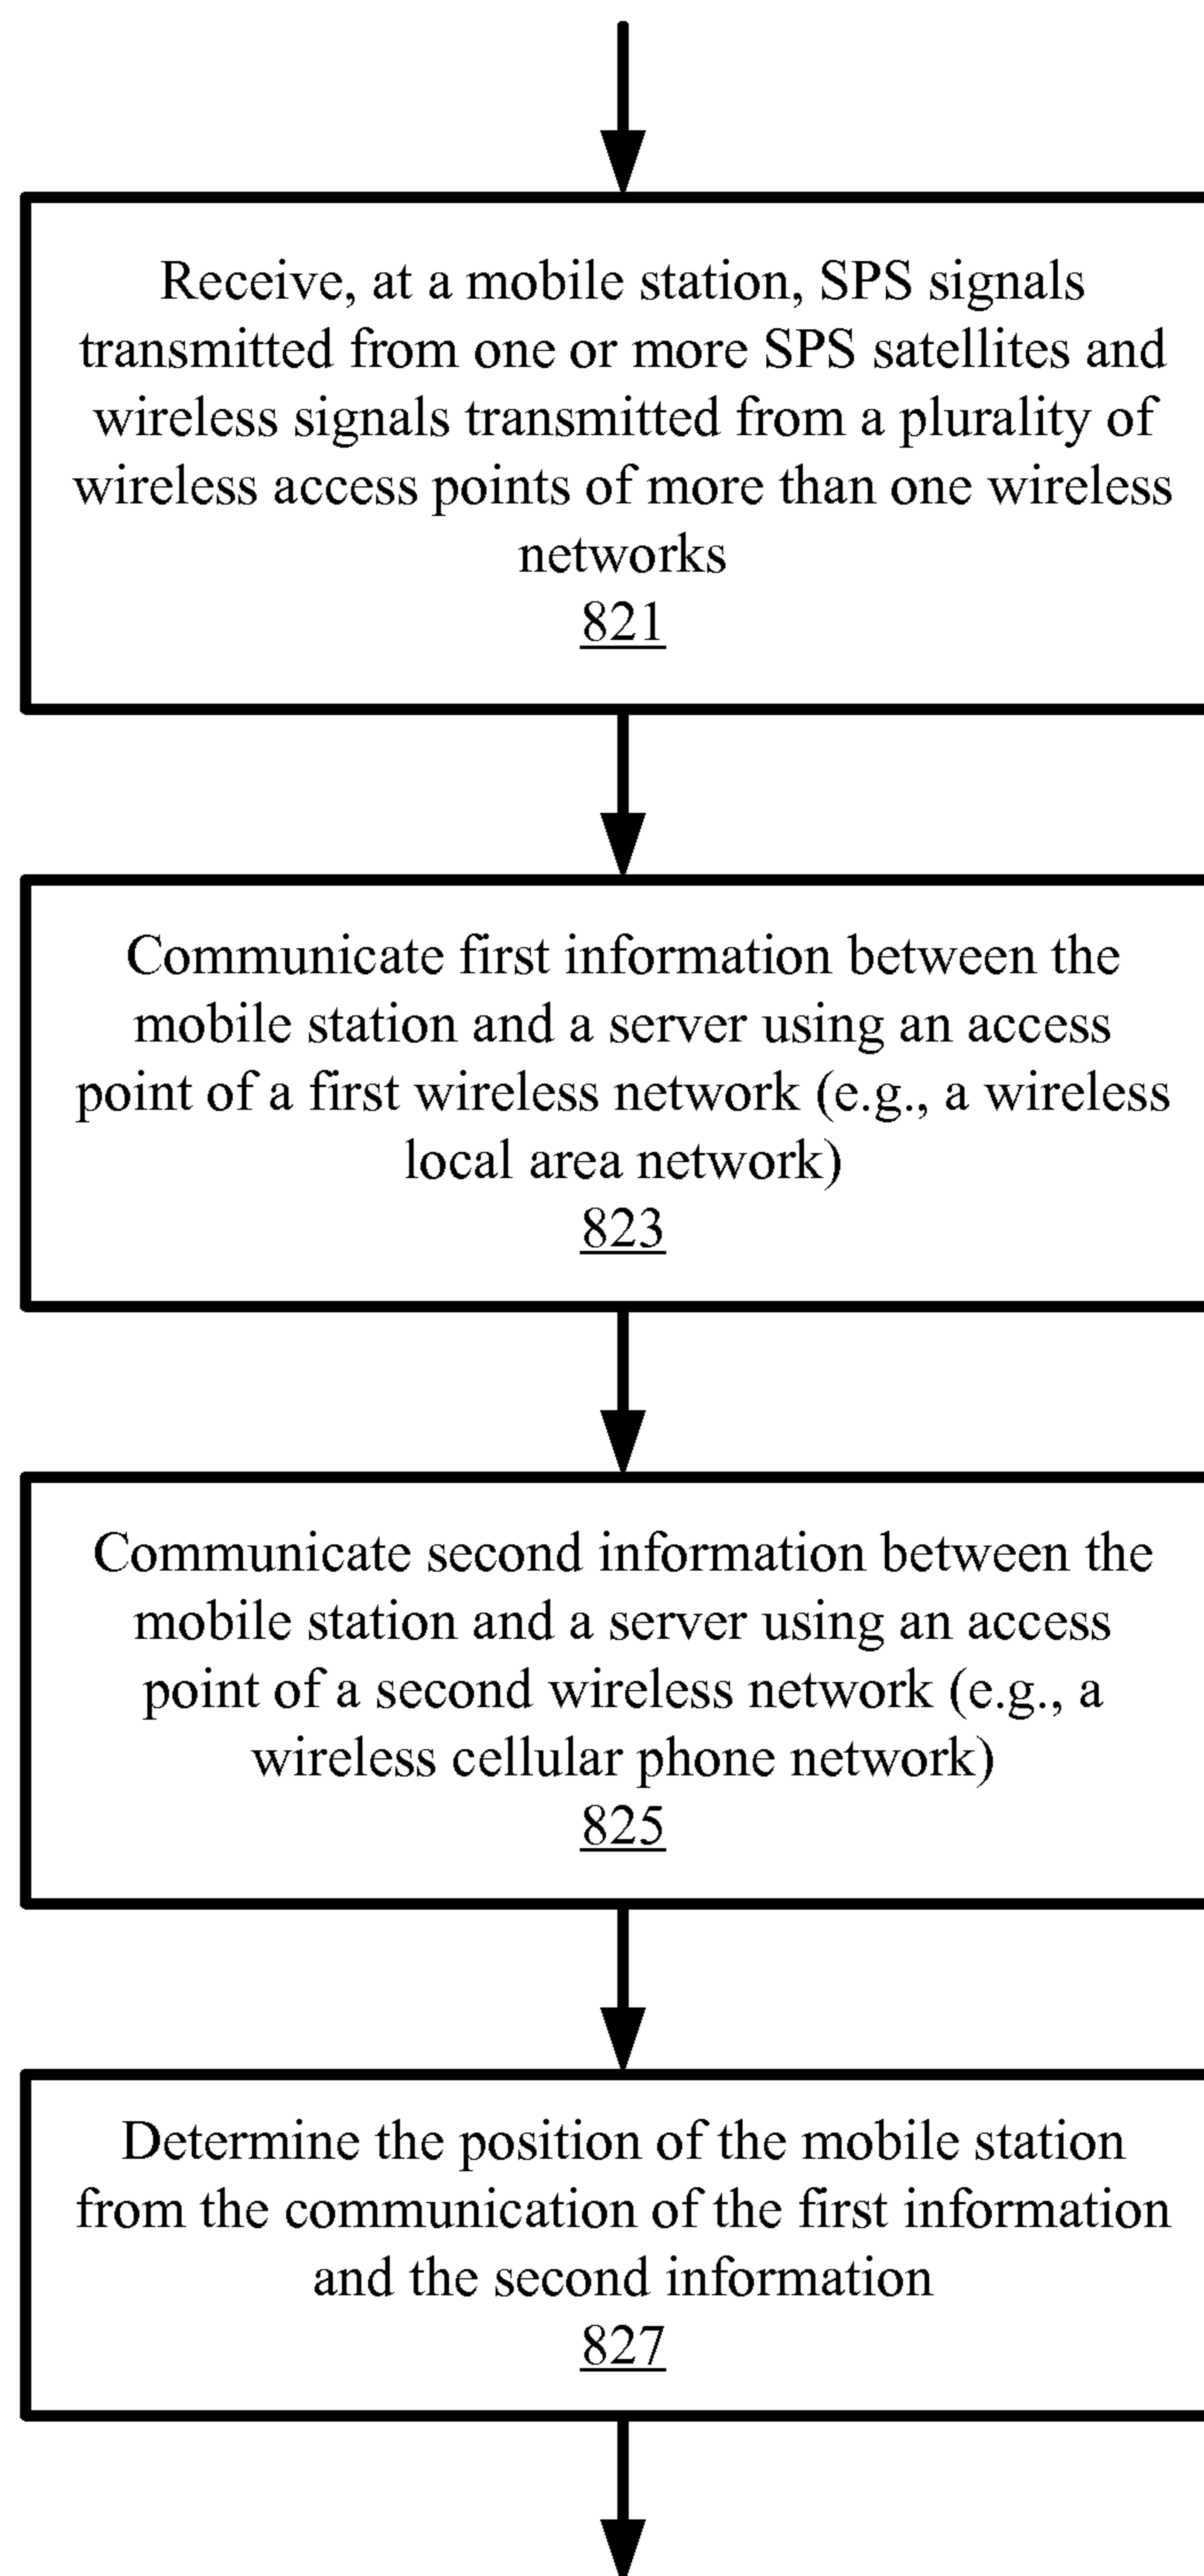 Receive, at a mobile station, SPS signals
transmitted from one or more SPS satellites and
wireless signals transmitted from a plurality of
wireless access points of more than one wireless
networks
821
Communicate first information between the
mobile station and a server using an access
point of a first wireless network (e.g., a wireless
local area network)
823
Communicate second information between the
mobile station and a server using an access
point of a second wireless network (e.g., a
wireless cellular phone network)
825
Determine the position of the mobile station
from the communication of the first information
and the second information
827